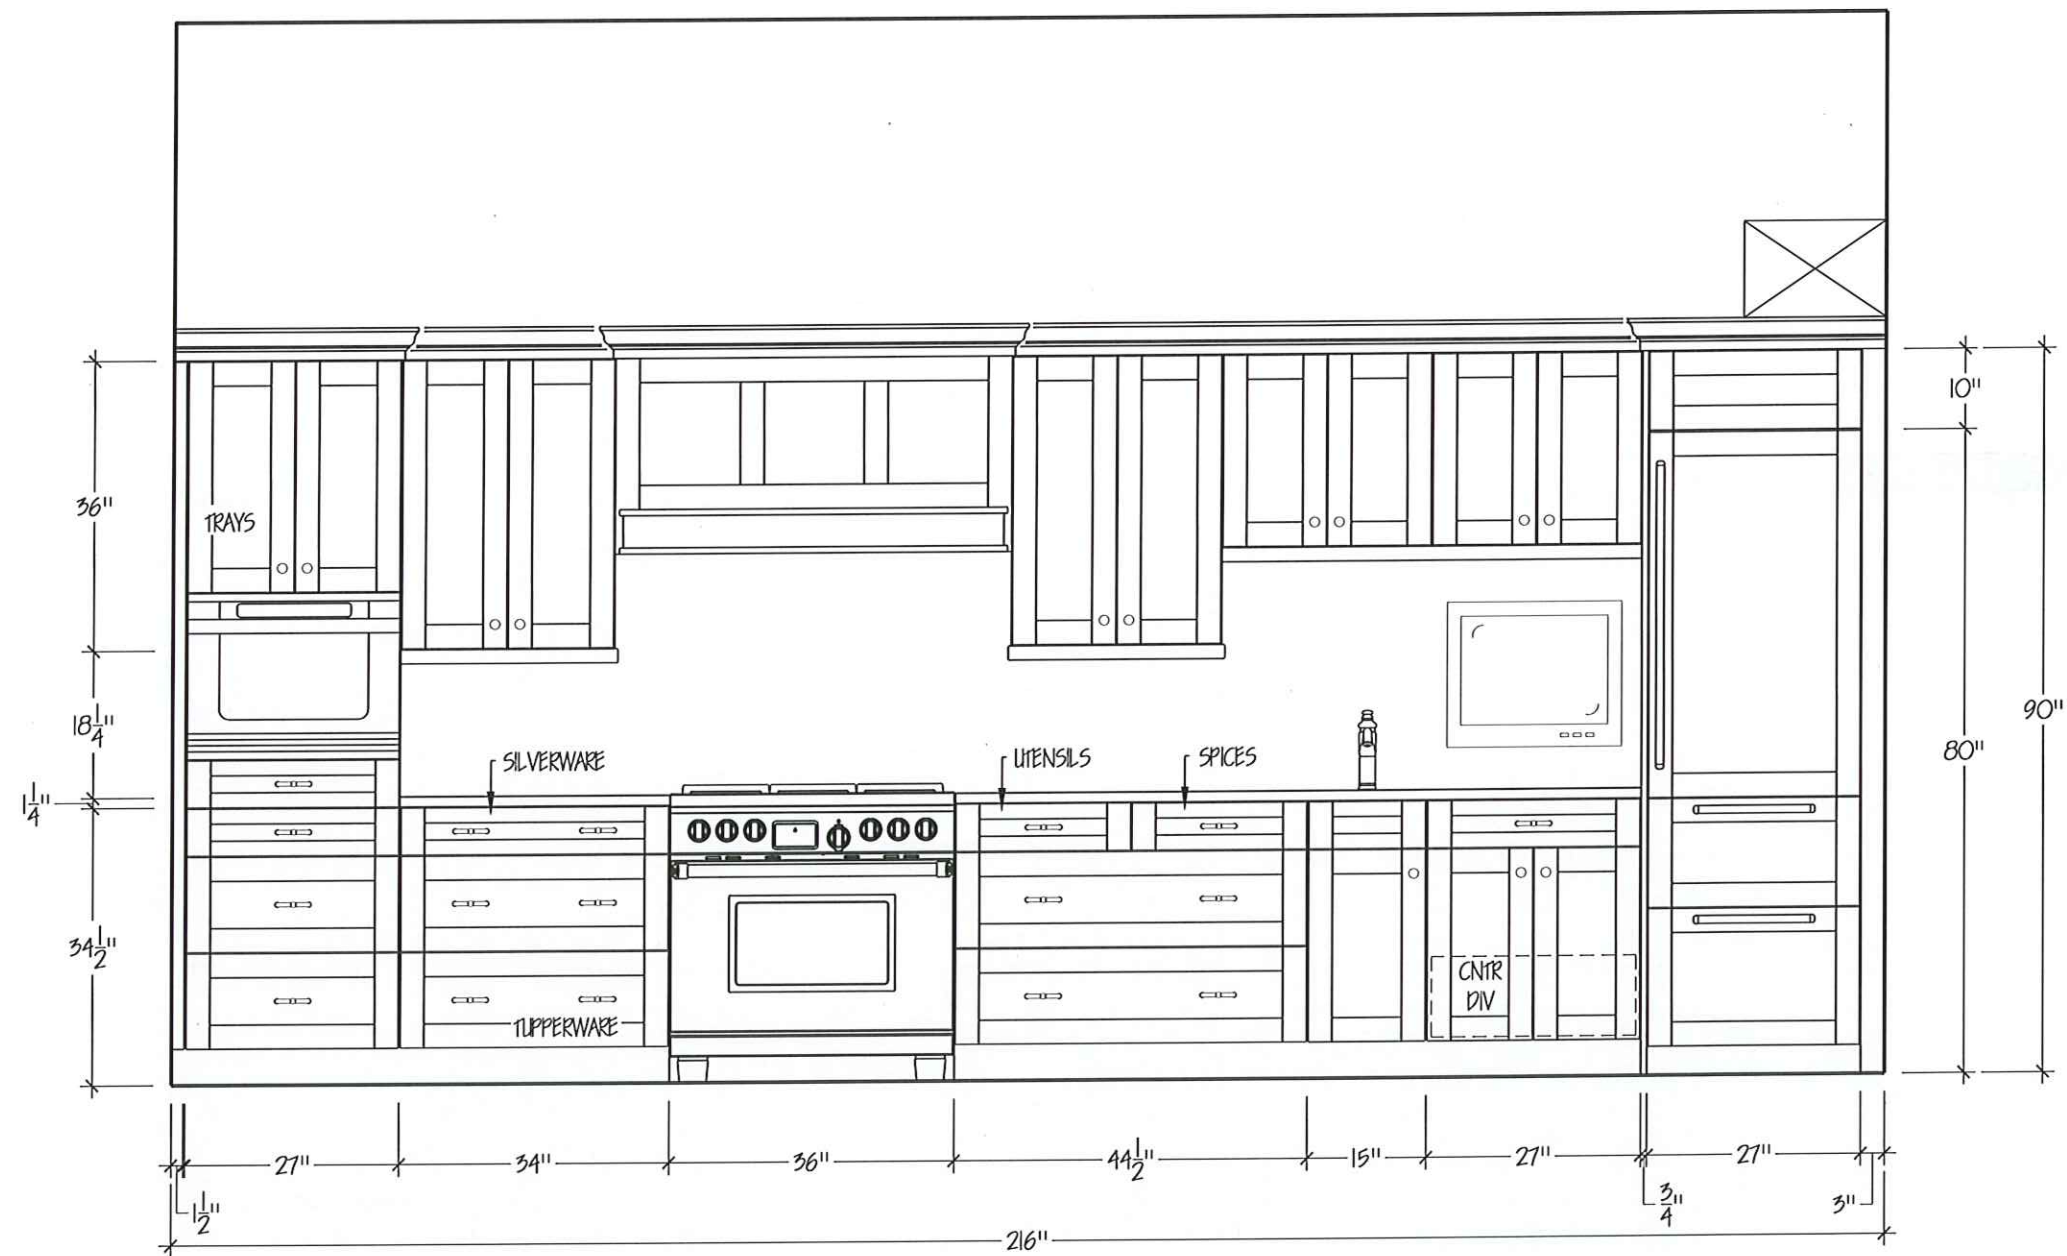 10"
36"
TRAYS
90"
18 1/4"
80"
SILVERWARE
UTENSILS
SPICES
1 1/4"
34 1/2"
CNTR
DIV
TUPPERWARE
27"
34"
36"
44 1/2"
15"
27"
27"
1 1/2"
3/4"
3"
216"